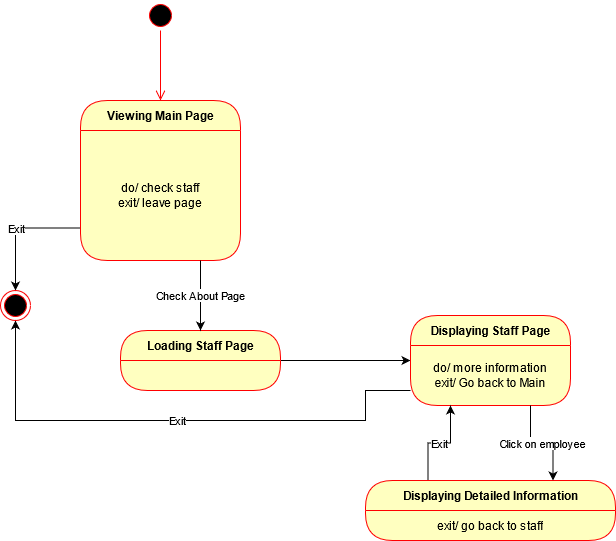 Viewing Main Page
do/ check staff
exit/ leave page
Exit
Check About Page
Loading Staff Page
Displaying Staff Page
do/ more information
exit/ Go back to Main
Exit
Exit
Click on employee
Displaying Detailed Information
exit/ go back to staff